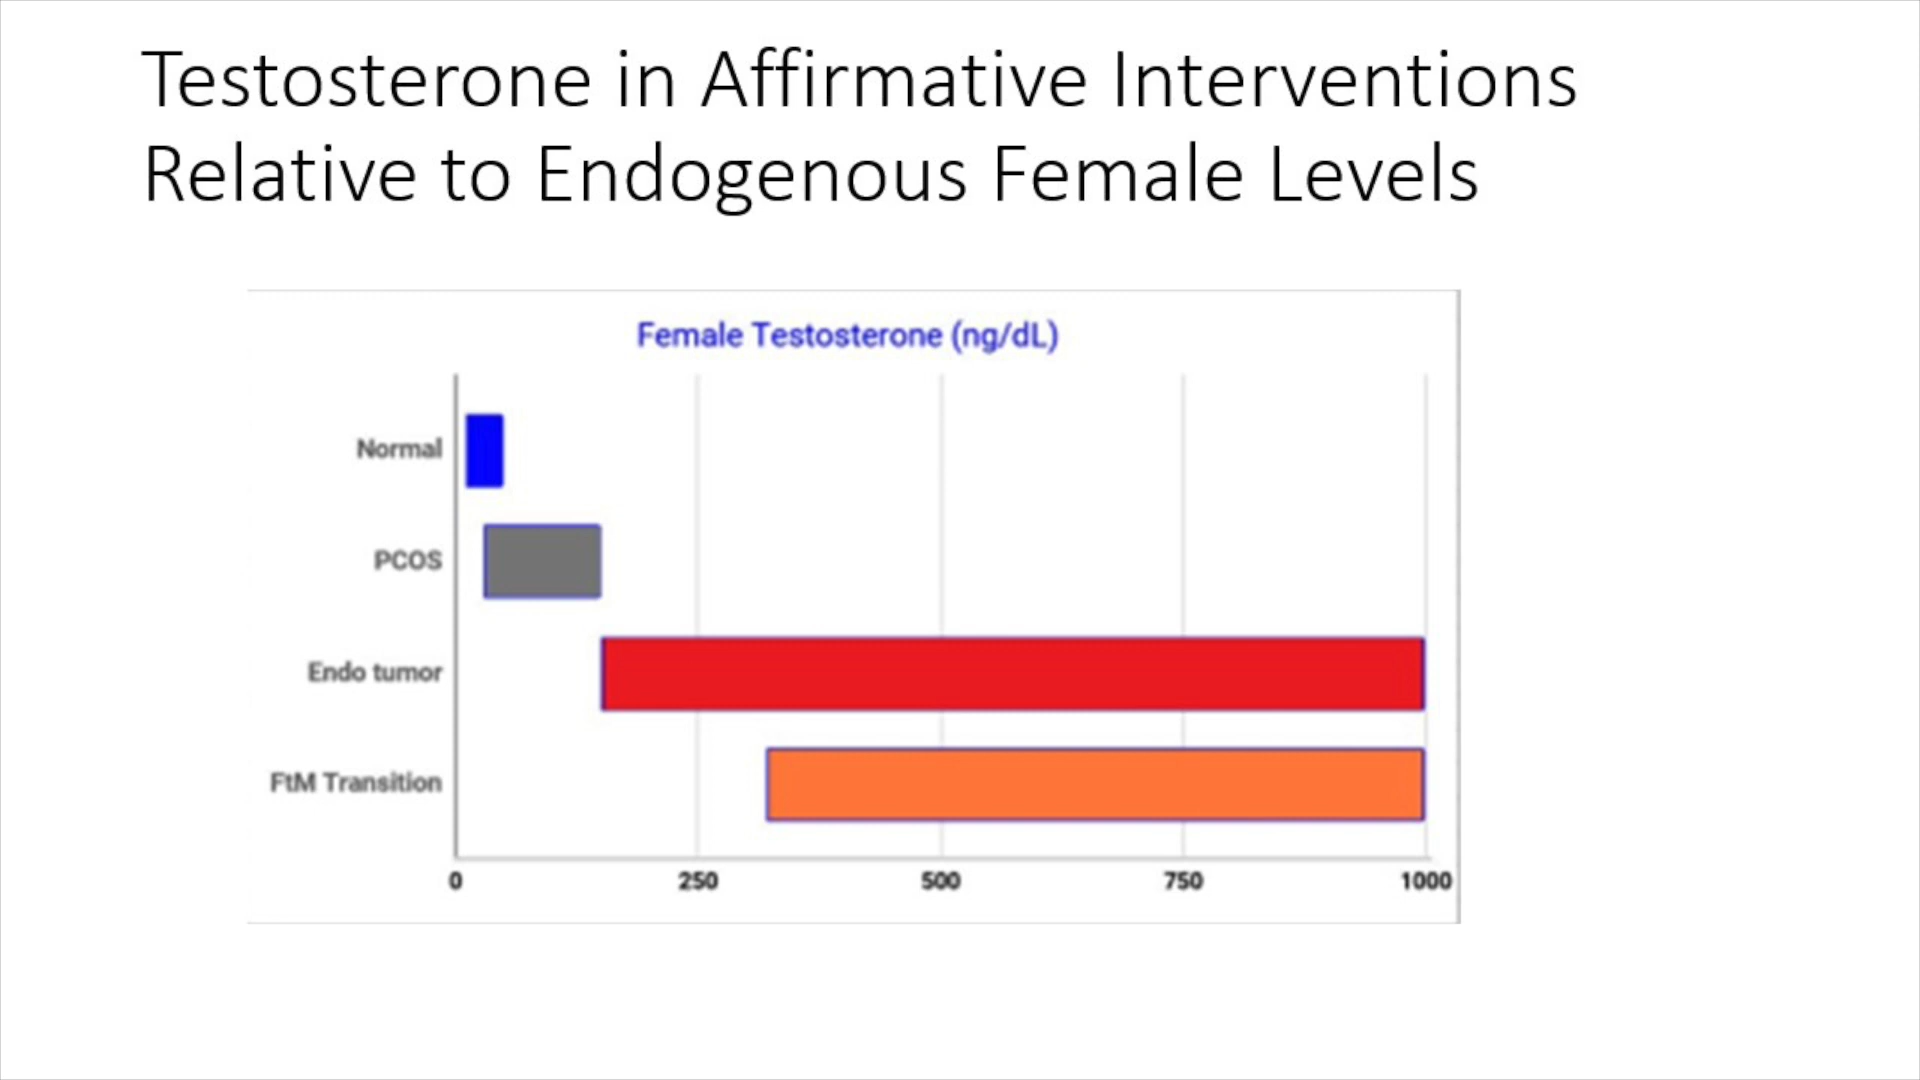 Testosterone in Affirmative Interventions
Relative to Endogenous Female Levels
Female Testosterone (ng/dL)
Normal
PCOS
Endo tumor
FtM Transition
0 250 500 750 1000